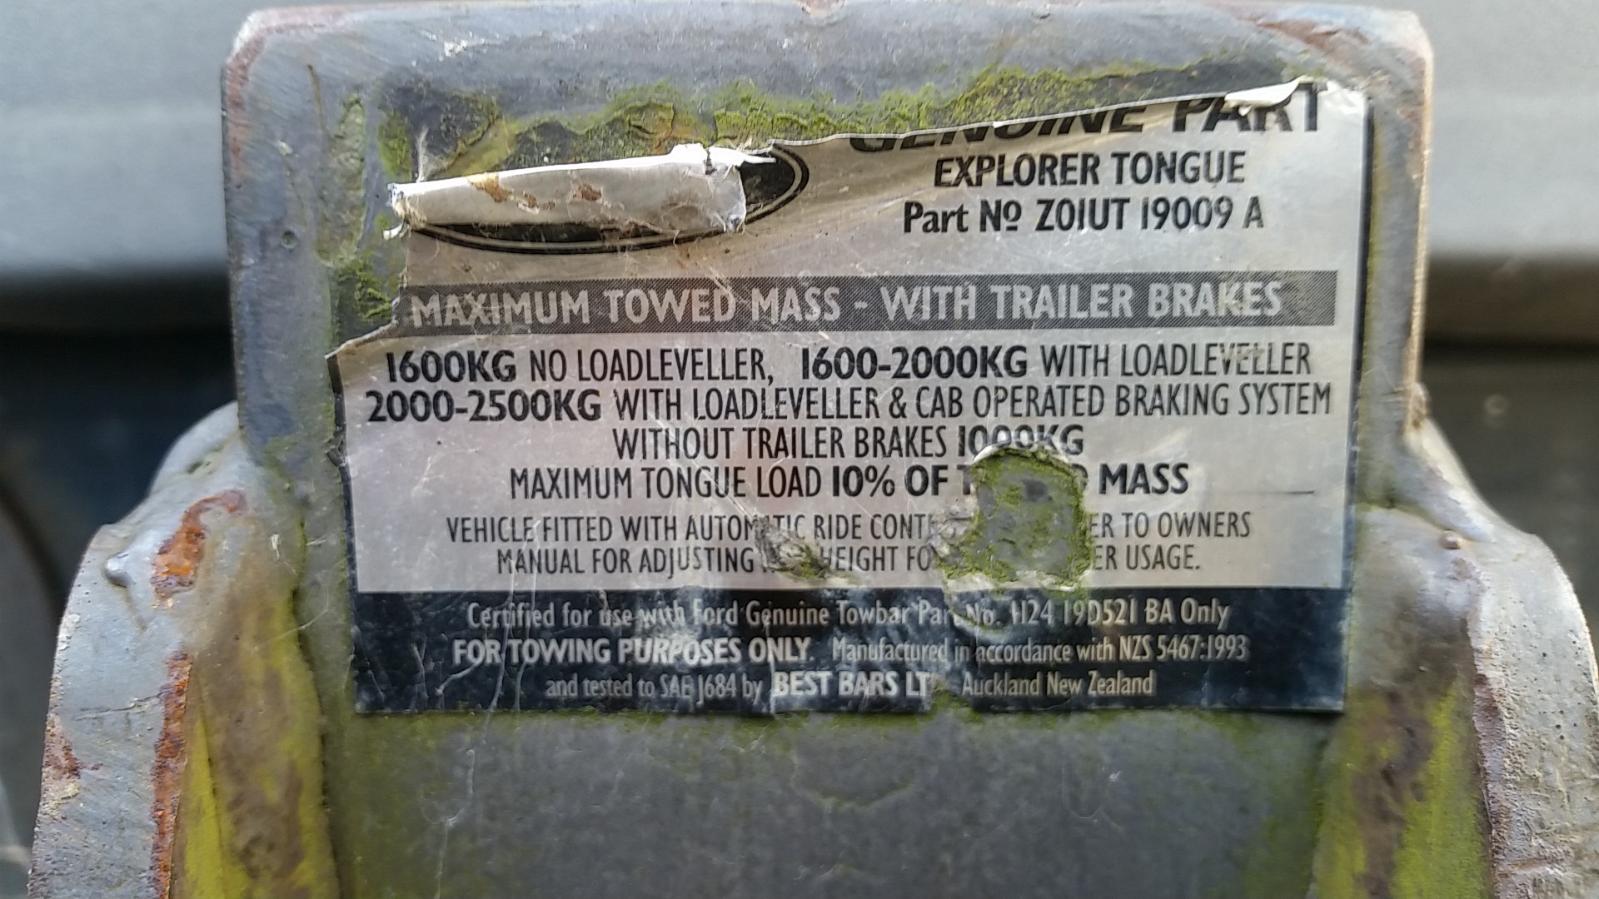 GENUINE PART
EXPLORER TONGUE
Part Nº Z01UT 19009 A
MAXIMUM TOWED MASS - WITH TRAILER BRAKES
1600KG NO LOADLEVELLER, 1600-2000KG WITH LOADLEVELLER
2000-2500KG WITH LOADLEVELLER & CAB OPERATED BRAKING SYSTEM
WITHOUT TRAILER BRAKES 1000KG
MAXIMUM TONGUE LOAD 10% OF MASS
VEHICLE FITTED WITH AUTOMATIC RIDE TO OWNERS
MANUAL FOR ADJUSTING USAGE.
Certified for use with Ford Genuine Towbar Part No. H24 19D521 BA Only
FOR TOWING PURPOSES ONLY. Manufactured in accordance with NZS 5467:1993
and tested to SAE J684 by BEST BARS Auckland New Zealand